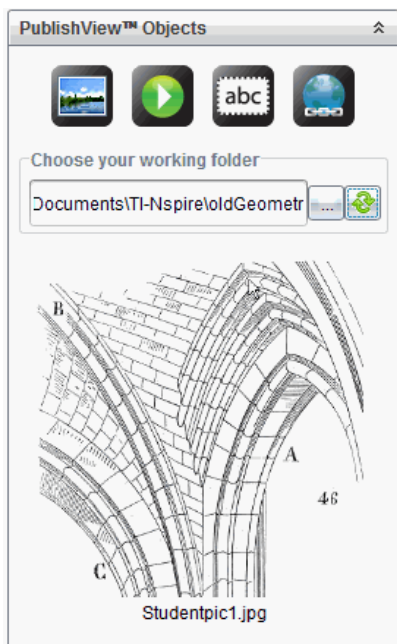 PublishView™ Objects
abc
Choose your working folder
Documents\TI-Nspire\oldGeometr
...
B
A
46
C
Studentpic1.jpg